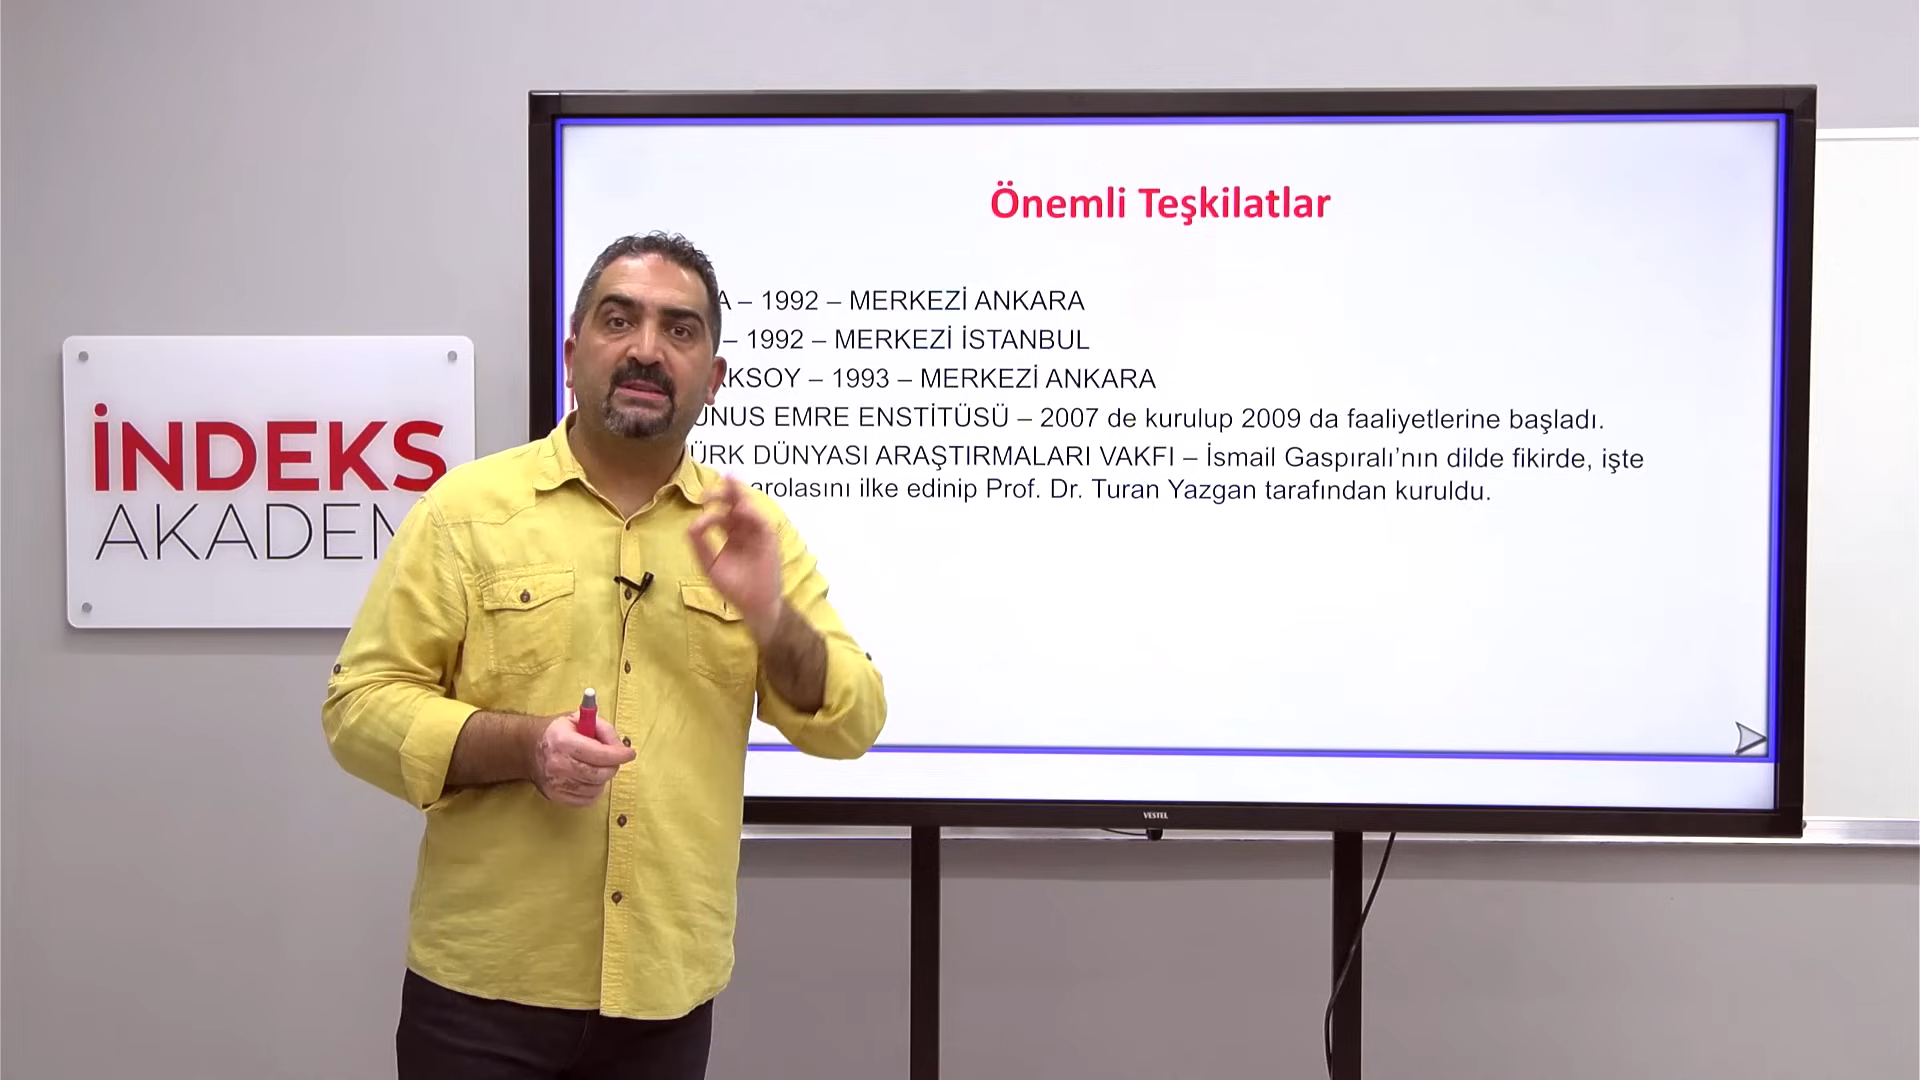 Önemli Teşkilatlar
A – 1992 – MERKEZİ ANKARA
– 1992 – MERKEZİ İSTANBUL
KSOY – 1993 – MERKEZİ ANKARA
UNUS EMRE ENSTİTÜSÜ – 2007 de kurulup 2009 da faaliyetlerine başladı.
ÜRK DÜNYASI ARAŞTIRMALARI VAKFI – İsmail Gaspıralı’nın dilde fikirde, işte
arolasını ilke edinip Prof. Dr. Turan Yazgan tarafından kuruldu.
İNDEKS
AKADEM
VESTEL